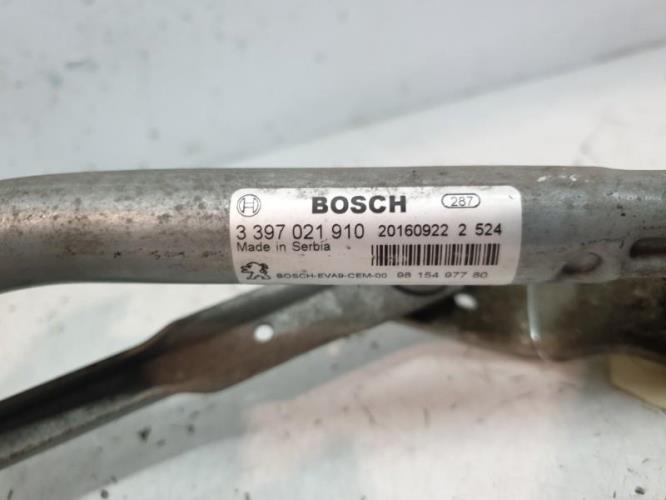 BOSCH 287
3 397 021 910 20160922 2 524
Made in Serbia
BOSCH-EVA9-CEM-00 98 154 977 80